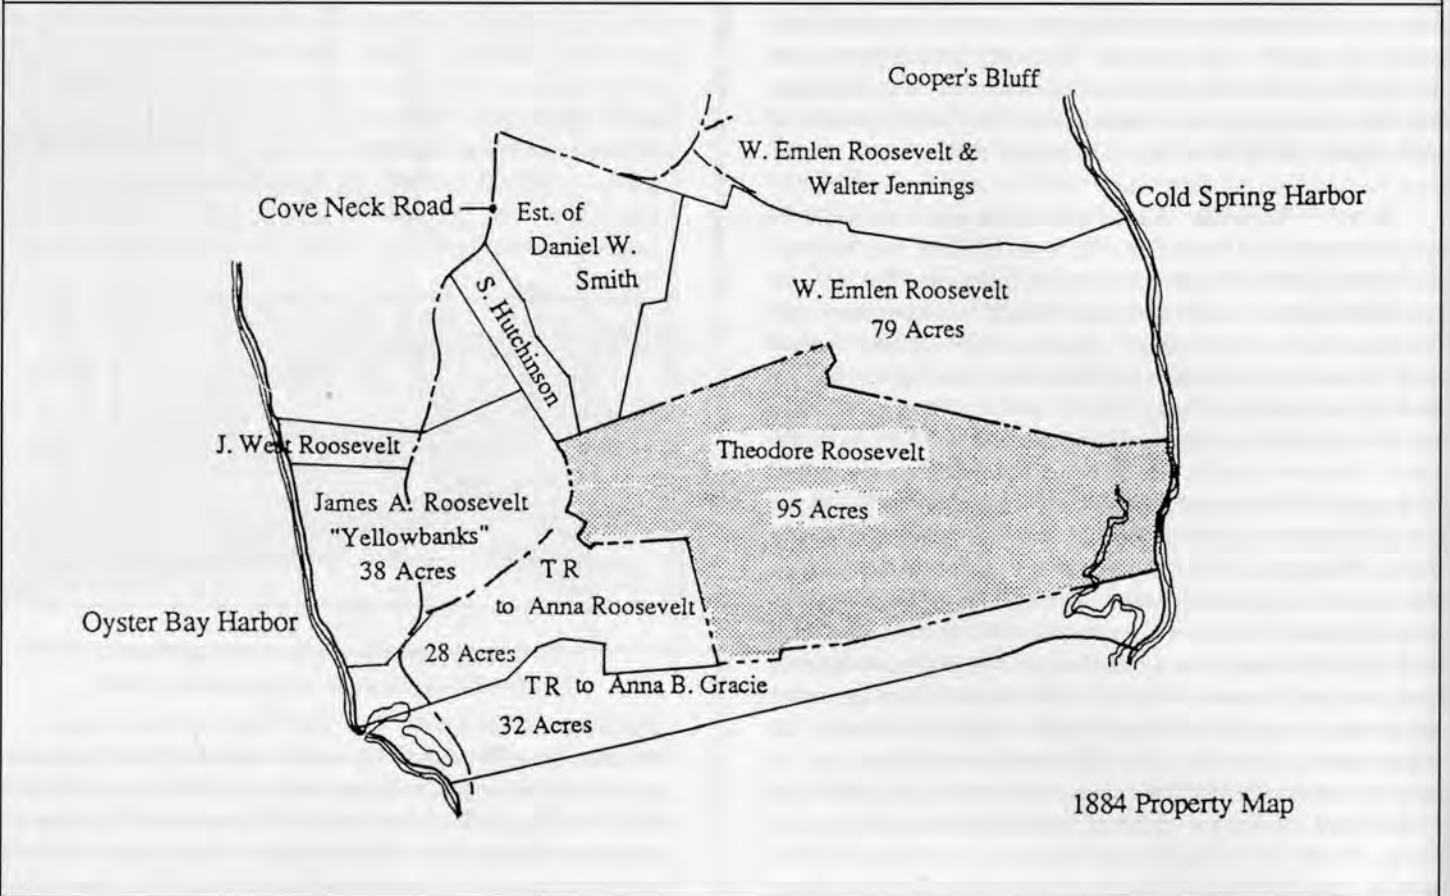 Cooper's Bluff
W. Emlen Roosevelt &
Walter Jennings
Cold Spring Harbor
Cove Neck Road
Est. of
Daniel W.
Smith
S. Hutchinson
W. Emlen Roosevelt
79 Acres
J. West Roosevelt
Theodore Roosevelt
95 Acres
James A. Roosevelt
"Yellowbanks"
38 Acres
TR
to Anna Roosevelt
28 Acres
Oyster Bay Harbor
TR to Anna B. Gracie
32 Acres
1884 Property Map